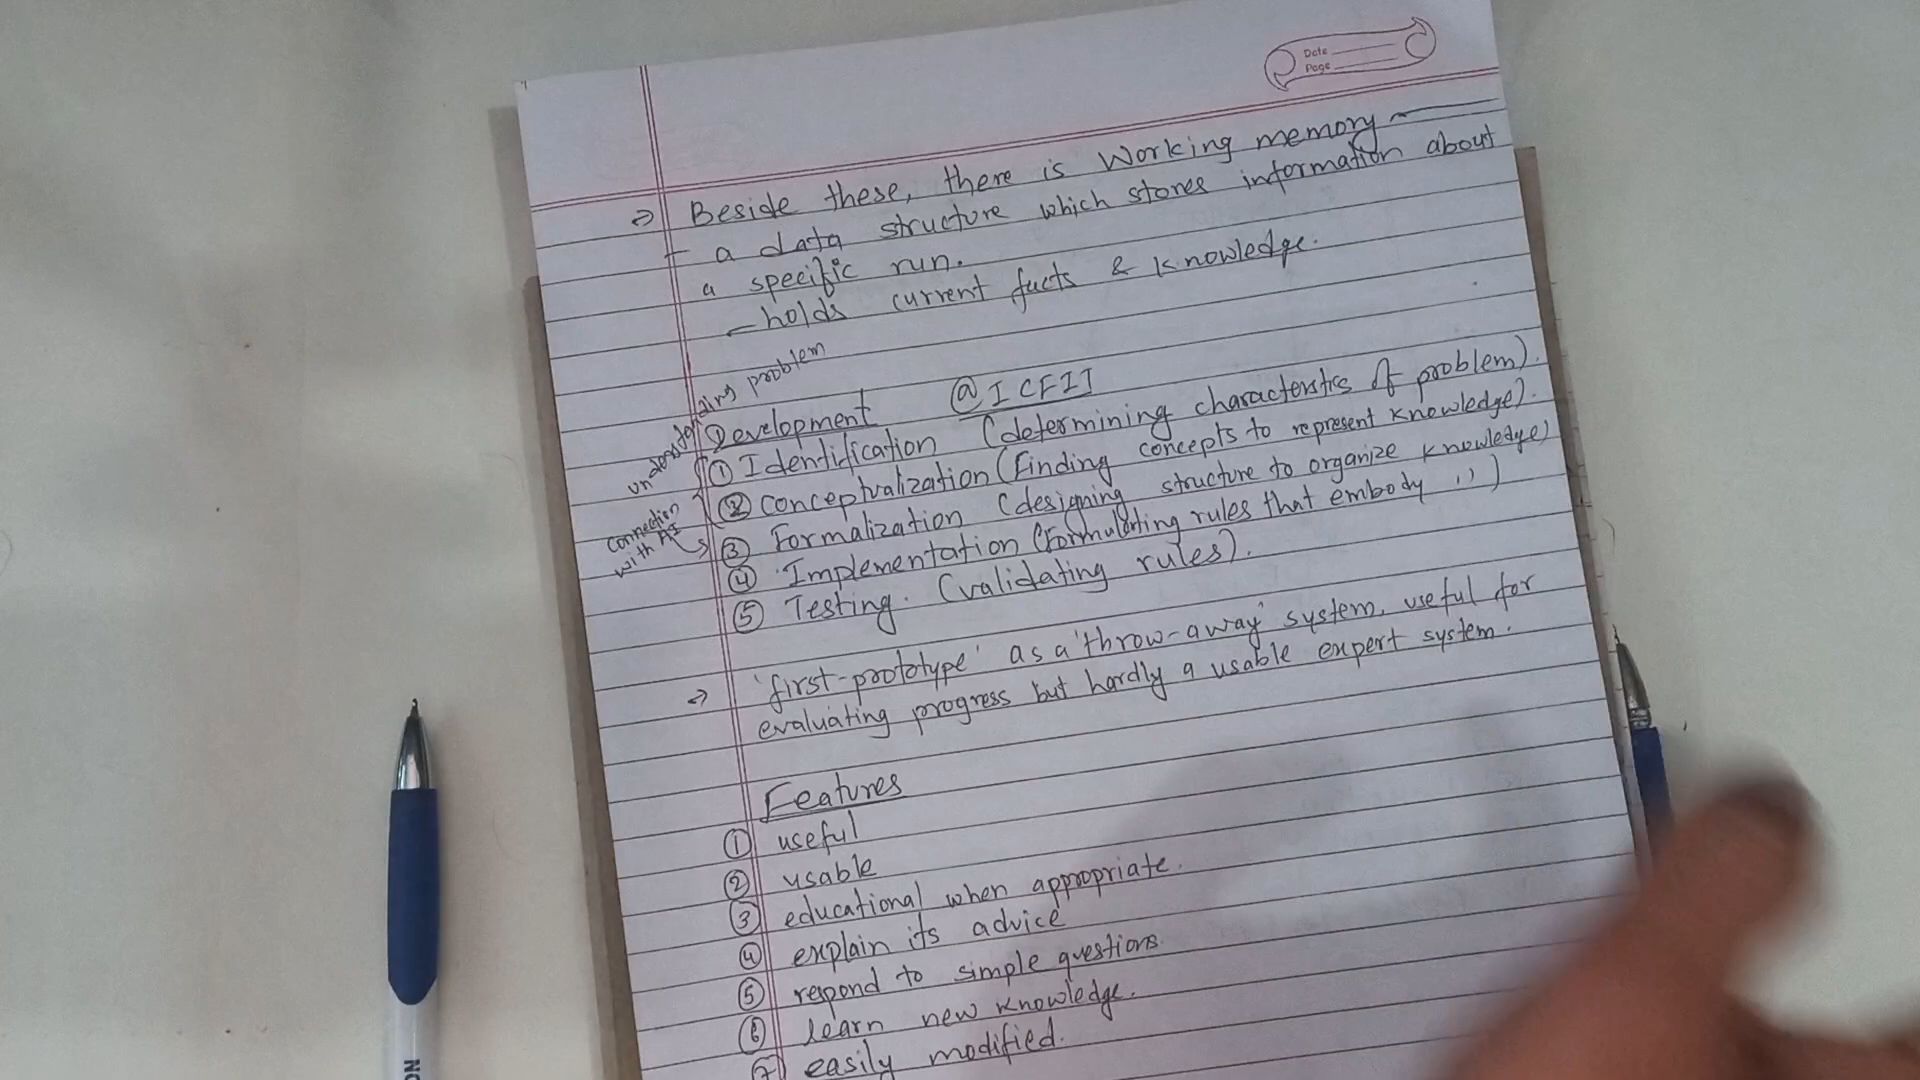 Date
Page
⇒ Beside these, there is Working memory -
- a data structure which stores information about
a specific run.
- holds current facts & knowledge.
understanding problem
Development @ICFIT
① Identification (determining characterstics of problem).
② Conceptualization (Finding concepts to represent knowledge).
connection
with AI
③ Formalization (designing structure to organize knowledge)
④ Implementation (Formulating rules that embody ,, )
⑤ Testing. (validating rules).
⇒ 'first-prototype' as a 'throw-away' system. useful for
evaluating progress but hardly a usable expert system.
Features
① useful
② usable
③ educational when appropriate.
④ explain its advice
⑤ respond to simple questions.
⑥ learn new knowledge.
⑦ easily modified.
NO